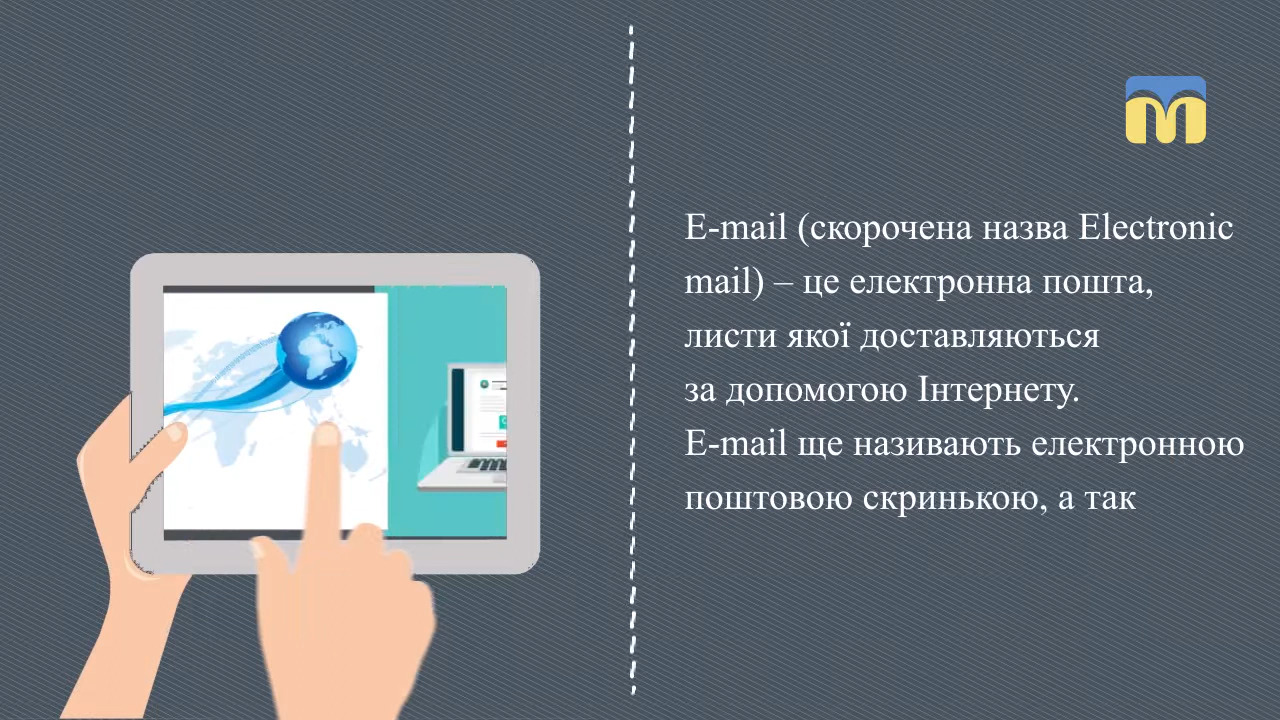 E-mail (скорочена назва Electronic
mail) – це електронна пошта,
листи якої доставляються
за допомогою Інтернету.
E-mail ще називають електронною
поштовою скринькою, а так